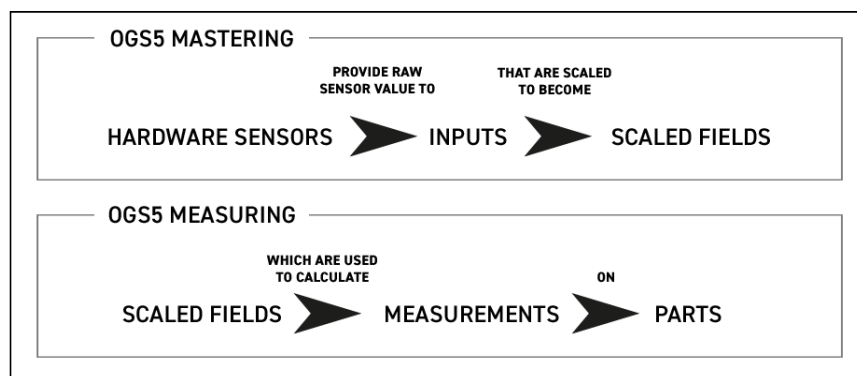 OGS5 MASTERING
PROVIDE RAW
SENSOR VALUE TO
THAT ARE SCALED
TO BECOME
HARDWARE SENSORS
INPUTS
SCALED FIELDS
OGS5 MEASURING
WHICH ARE USED
TO CALCULATE
ON
SCALED FIELDS
MEASUREMENTS
PARTS